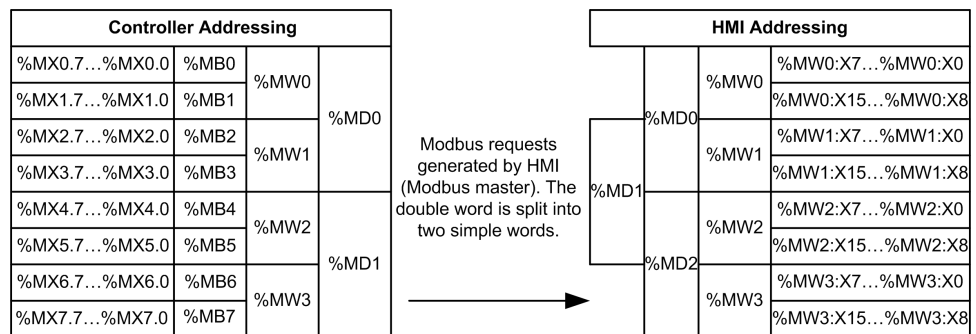 Controller Addressing
%MX0.7...%MX0.0 %MB0 %MW0 %MD0
%MX1.7...%MX1.0 %MB1
%MX2.7...%MX2.0 %MB2 %MW1
%MX3.7...%MX3.0 %MB3
%MX4.7...%MX4.0 %MB4 %MW2 %MD1
%MX5.7...%MX5.0 %MB5
%MX6.7...%MX6.0 %MB6 %MW3
%MX7.7...%MX7.0 %MB7
Modbus requests
generated by HMI
(Modbus master). The
double word is split into
two simple words.
HMI Addressing
%MD0 %MW0 %MW0:X7...%MW0:X0
%MW0:X15...%MW0:X8
%MD1 %MW1 %MW1:X7...%MW1:X0
%MW1:X15...%MW1:X8
%MD2 %MW2 %MW2:X7...%MW2:X0
%MW2:X15...%MW2:X8
%MW3 %MW3:X7...%MW3:X0
%MW3:X15...%MW3:X8